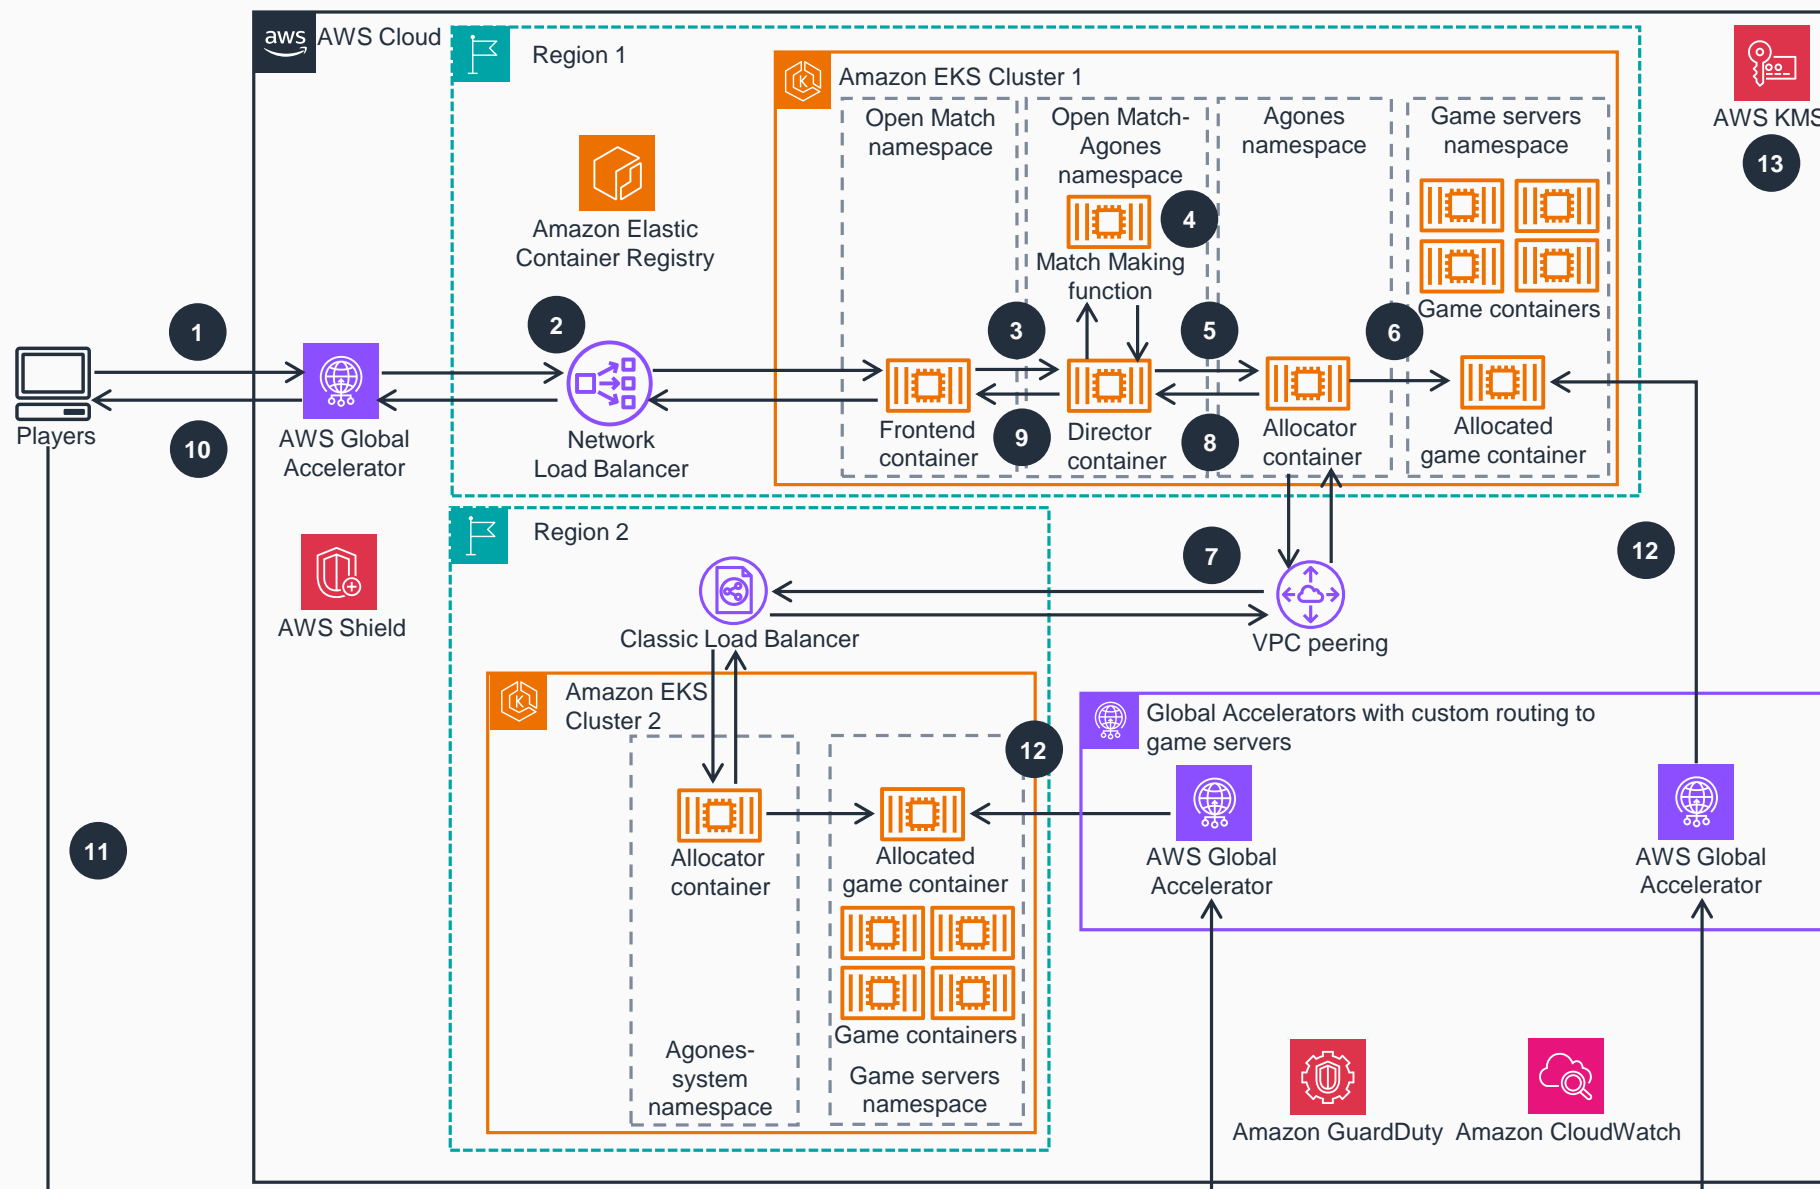 aws
AWS Cloud
Region 1
Amazon EKS Cluster 1
Open Match
namespace
Open Match-
Agones
namespace
Agones
namespace
Game servers
namespace
AWS KMS
13
Amazon Elastic
Container Registry
4
Match Making
function
Game containers
1
2
3
5
6
Players
10
AWS Global
Accelerator
Network
Load Balancer
Frontend
container
9
Director
container
8
Allocator
container
Allocated
game container
AWS Shield
Region 2
7
12
Classic Load Balancer
VPC peering
Amazon EKS
Cluster 2
12
Global Accelerators with custom routing to
game servers
11
Allocator
container
Allocated
game container
AWS Global
Accelerator
AWS Global
Accelerator
Game containers
Agones-
system
namespace
Game servers
namespace
Amazon GuardDuty
Amazon CloudWatch